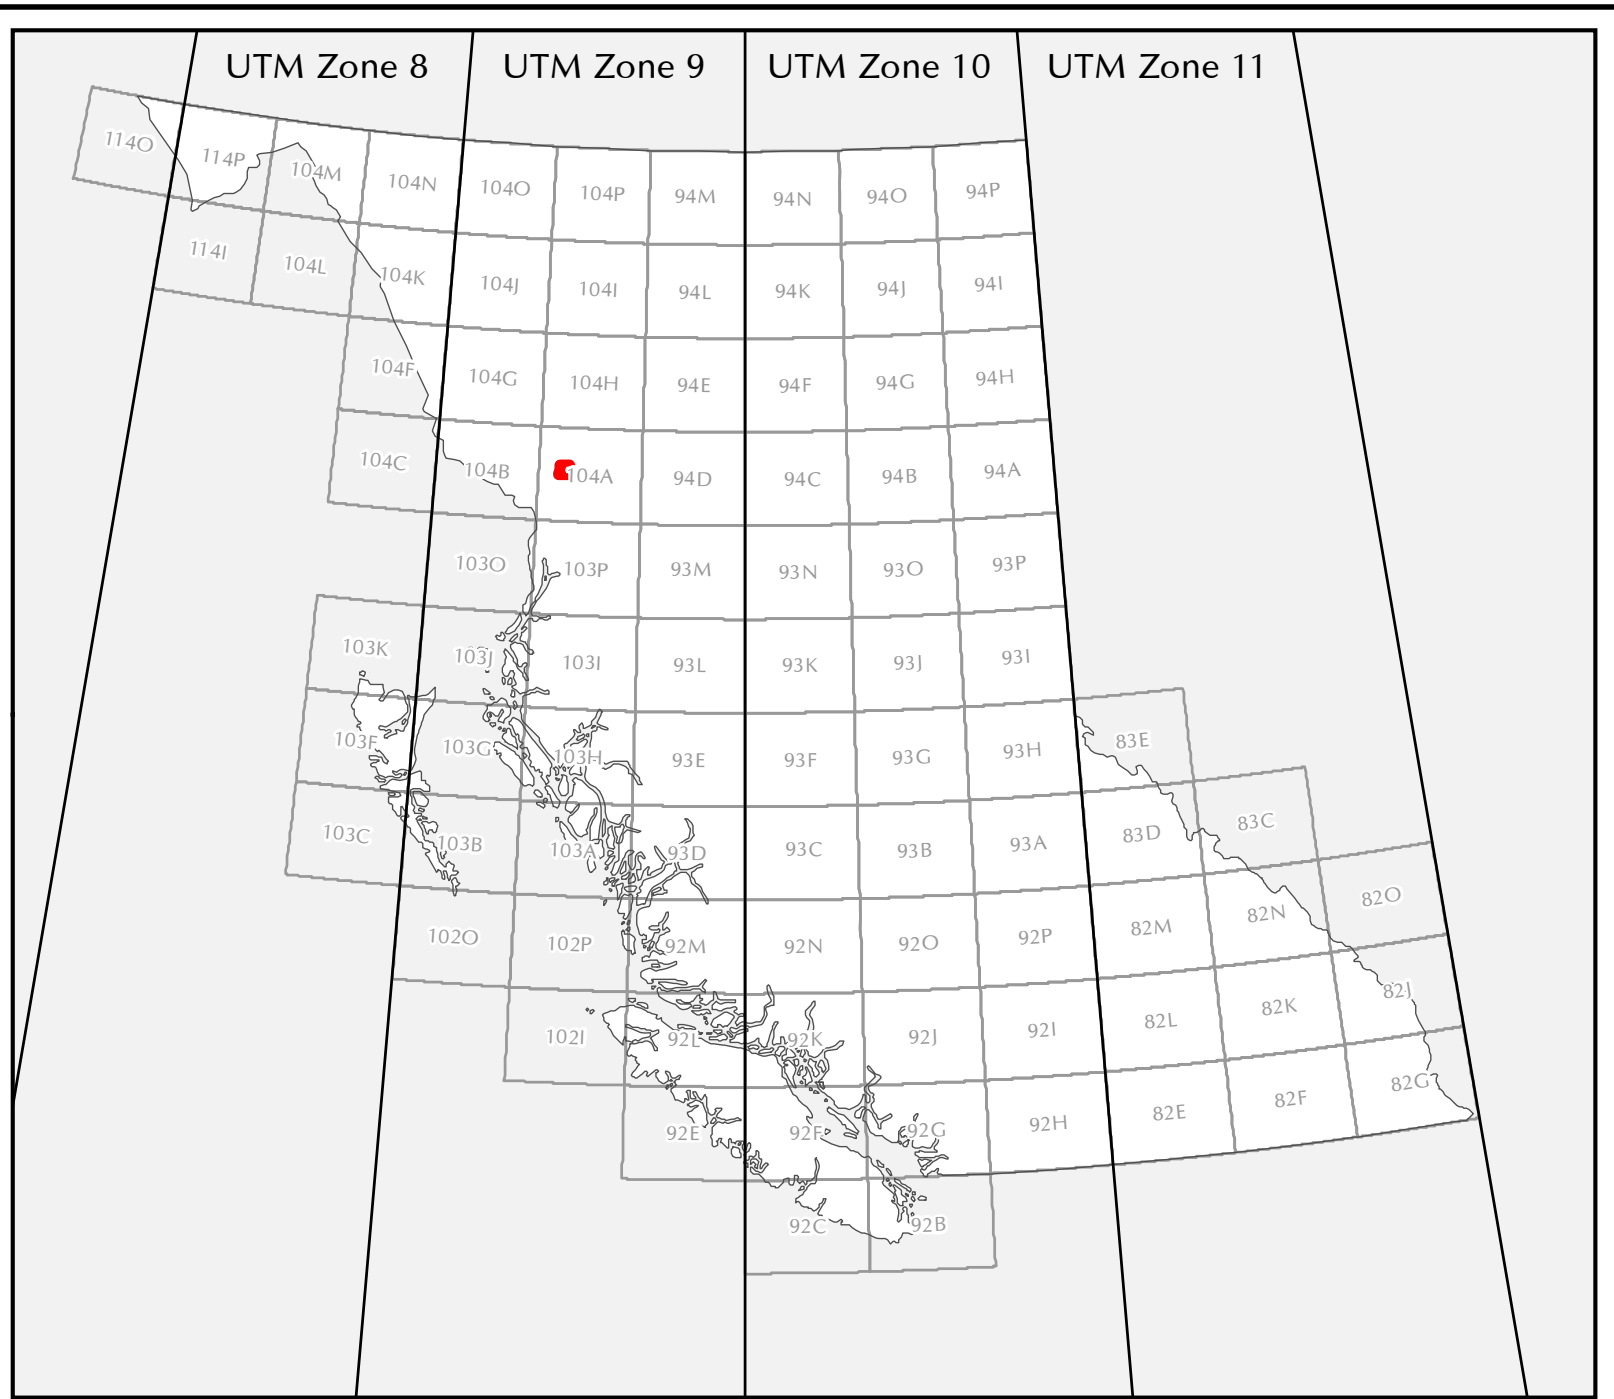 UTM Zone 8 UTM Zone 9 UTM Zone 10 UTM Zone 11
114O 114P 104M 104N 104O 104P 94M 94N 94O 94P
114I 104L 104K 104J 104I 94L 94K 94J 94I
104F 104G 104H 94E 94F 94G 94H
104C 104B 104A 94D 94C 94B 94A
103O 103P 93M 93N 93O 93P
103K 103J 103I 93L 93K 93J 93I
103F 103G 103H 93E 93F 93G 93H 83E
103C 103B 103A 93D 93C 93B 93A 83D 83C
102O 102P 92M 92N 92O 92P 82M 82N 82O
102I 92L 92K 92J 92I 82L 82K 82J
92E 92F 92G 92H 82E 82F 82G
92C 92B